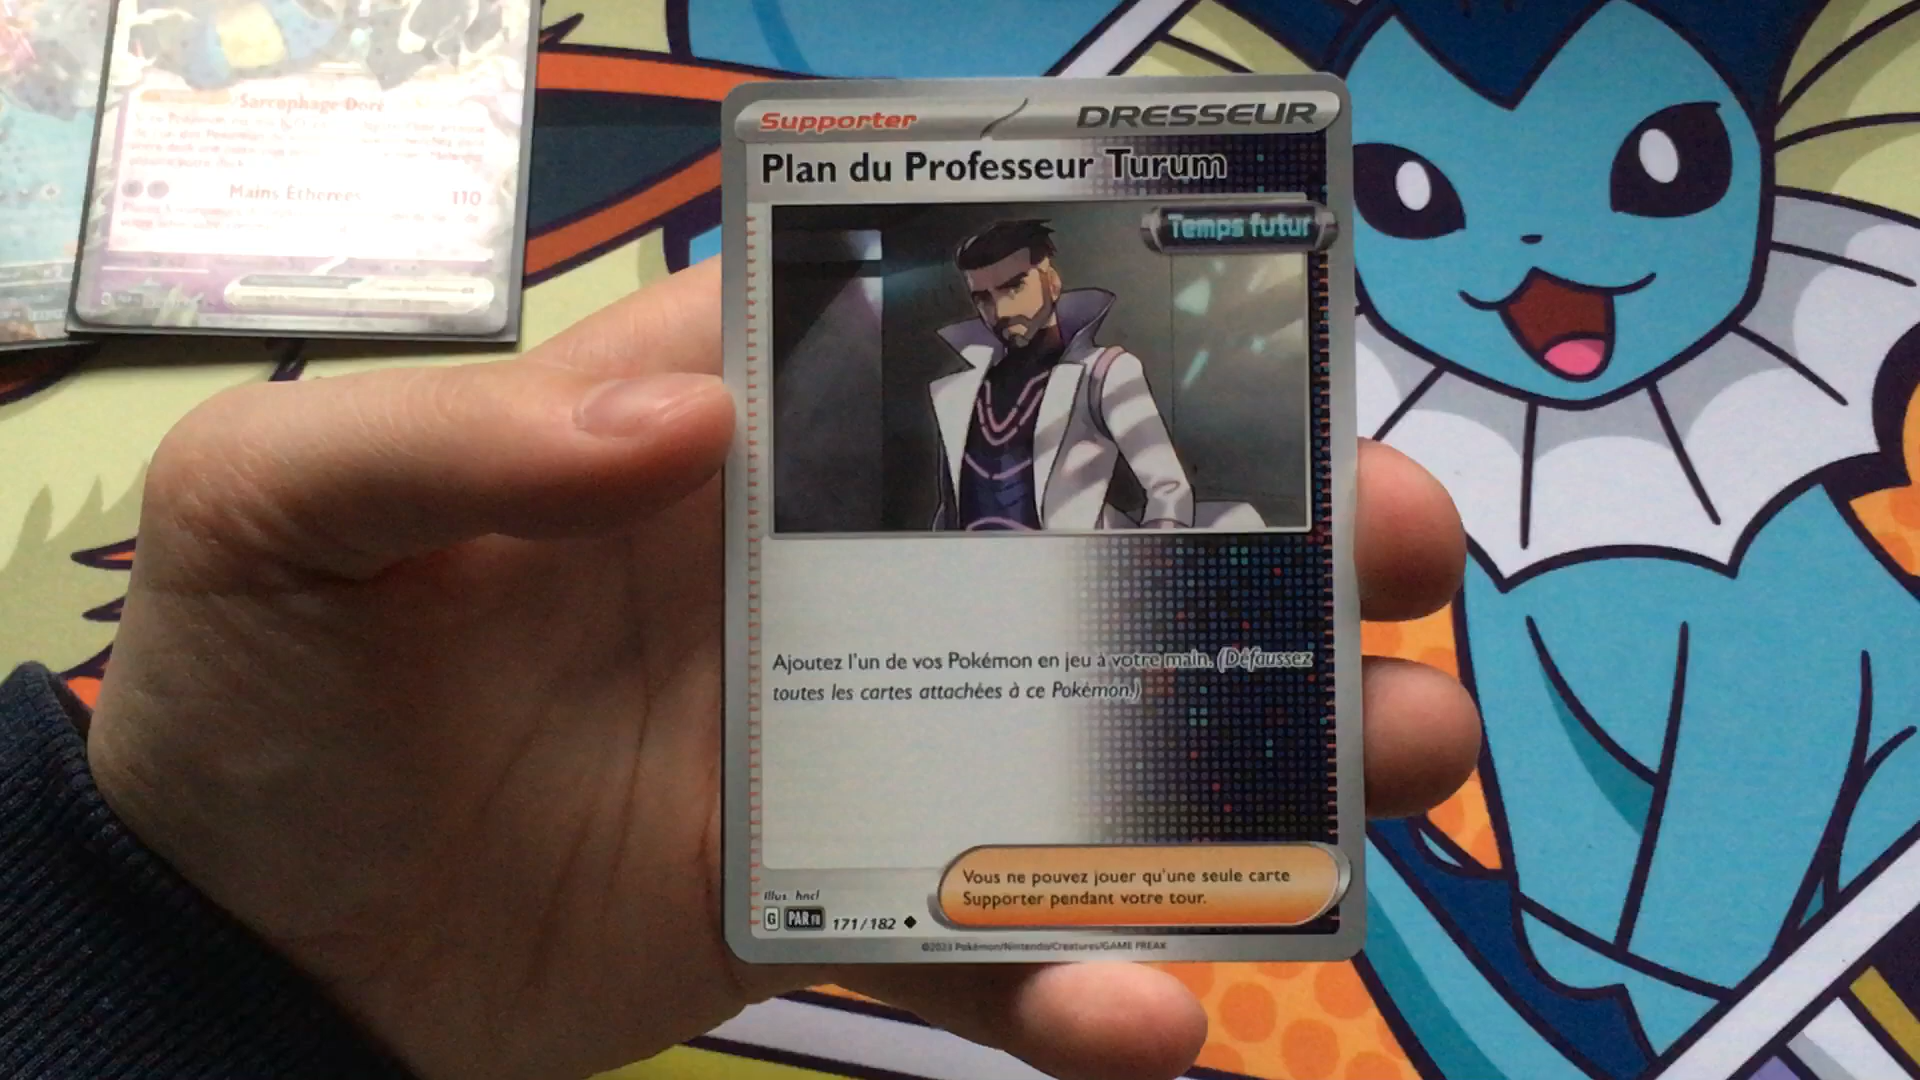 Sarcophage Doré
Mains Éthérées 110
Supporter
DRESSEUR
Plan du Professeur Turum
Temps futur
Ajoutez l'un de vos Pokémon en jeu à votre main. (Défaussez
toutes les cartes attachées à ce Pokémon.)
Vous ne pouvez jouer qu'une seule carte
Supporter pendant votre tour.
Illus. hncl
G PAR FR 171/182
©2023 Pokémon/Nintendo/Creatures/GAME FREAK